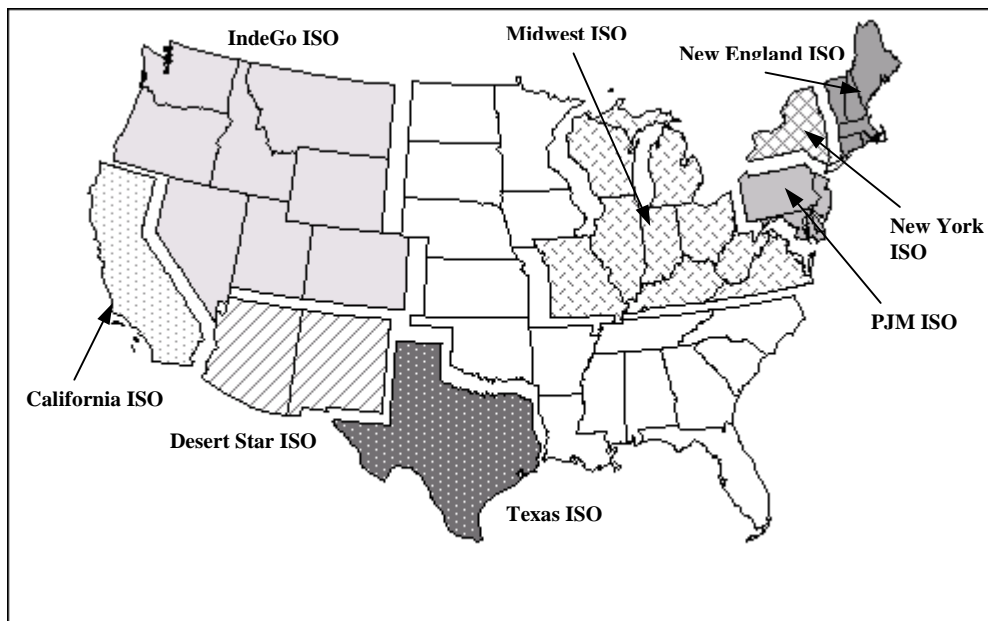 IndeGo ISO
Midwest ISO
New England ISO
New York
ISO
PJM ISO
California ISO
Desert Star ISO
Texas ISO